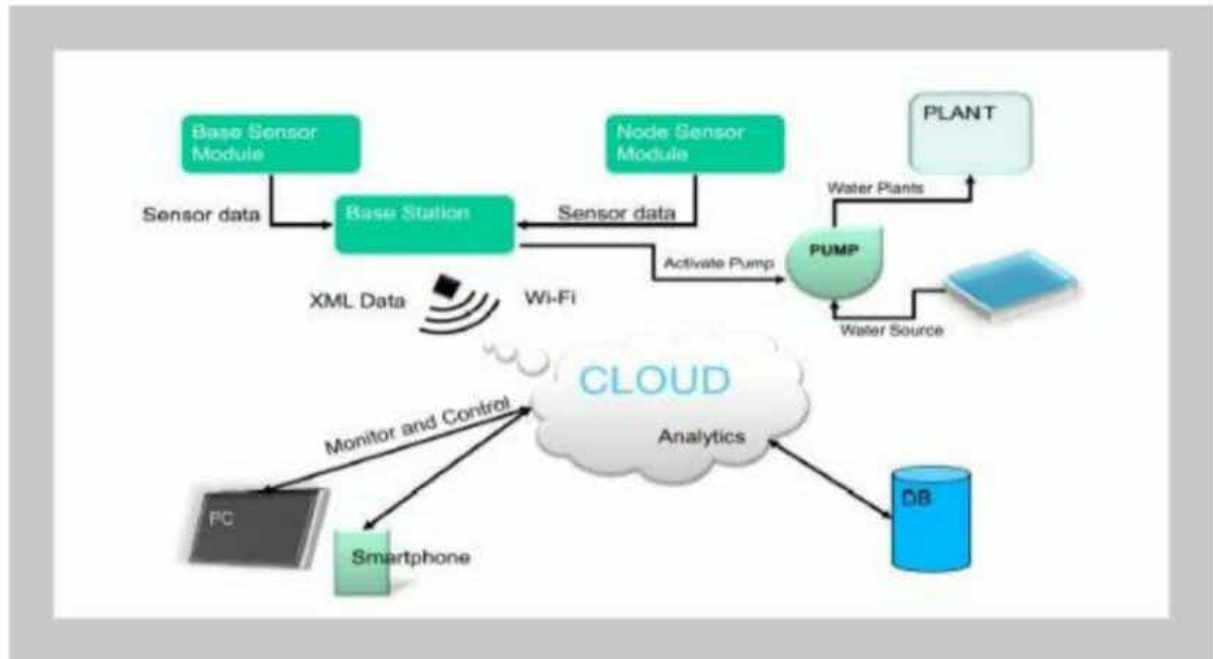 Base Sensor
Module
Node Sensor
Module
PLANT
Water Plants
Sensor data
Base Station
Sensor data
PUMP
Activate Pump
XML Data
Wi-Fi
Water Source
CLOUD
Monitor and Control
Analytics
PC
DB
Smartphone